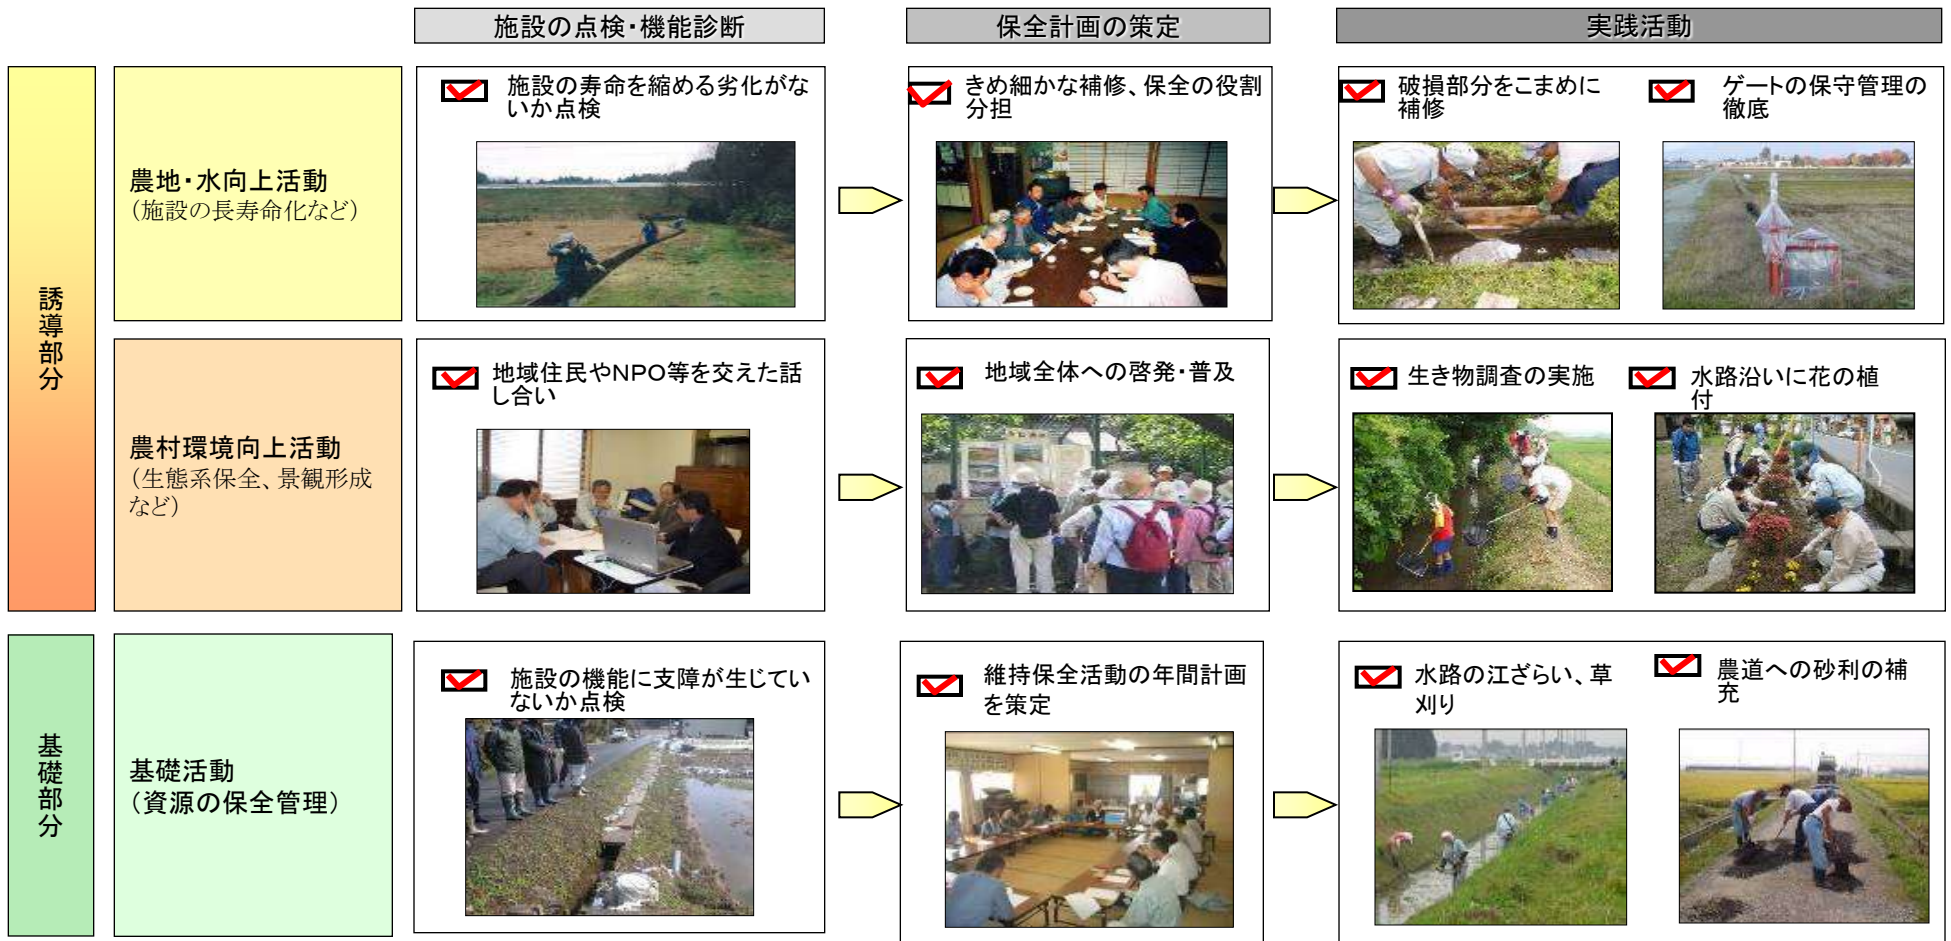 施設の点検・機能診断
保全計画の策定
実践活動
誘導部分
農地・水向上活動
（施設の長寿命化など）
施設の寿命を縮める劣化がな
いか点検
きめ細かな補修、保全の役割
分担
破損部分をこまめに
補修
ゲートの保守管理の
徹底
農村環境向上活動
（生態系保全、景観形成
など）
地域住民やNPO等を交えた話
し合い
地域全体への啓発・普及
生き物調査の実施
水路沿いに花の植
付
基礎部分
基礎活動
（資源の保全管理）
施設の機能に支障が生じてい
ないか点検
維持保全活動の年間計画
を策定
水路の江ざらい、草
刈り
農道への砂利の補
充